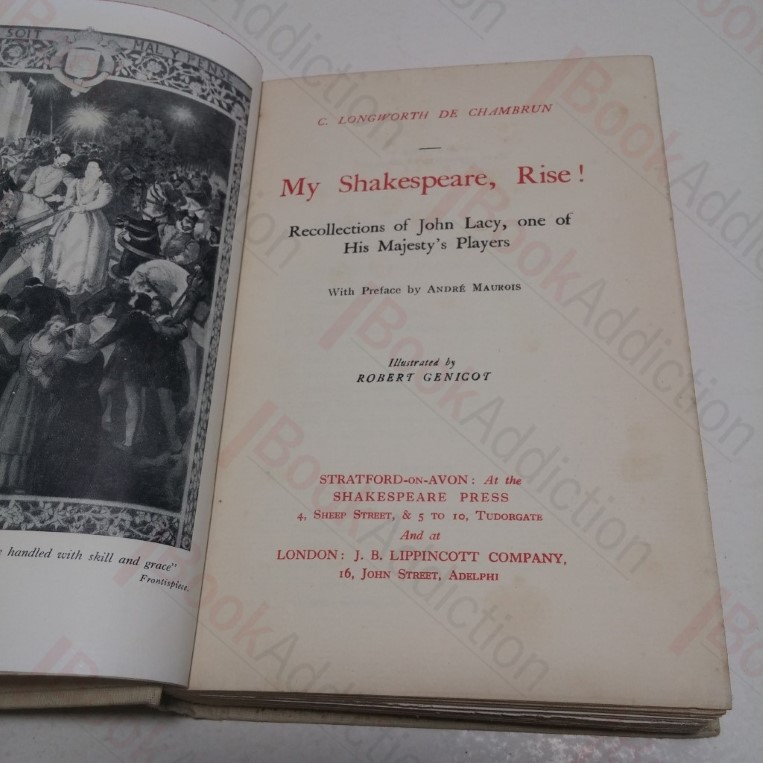 SOIT
MAL Y PENSE
handled with skill and grace"
Frontispiece.
C. LONGWORTH DE CHAMBRUN
My Shakespeare, Rise!
Recollections of John Lacy, one of
His Majesty's Players
With Preface by ANDRÉ MAUROIS
Illustrated by
ROBERT GENICOT
STRATFORD-ON-AVON: At the
SHAKESPEARE PRESS
4, SHEEP STREET, & 5 TO 10, TUDORGATE
And at
LONDON: J. B. LIPPINCOTT COMPANY,
16, JOHN STREET, ADELPHI
BookAddiction